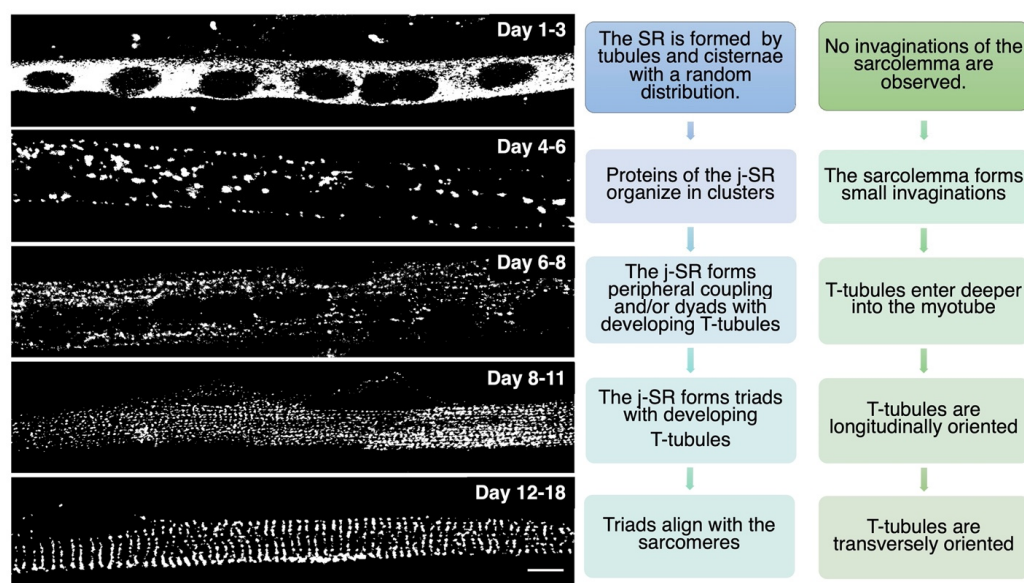 Day 1-3
The SR is formed by
tubules and cisternae
with a random
distribution.
No invaginations of the
sarcolemma are
observed.
Day 4-6
Proteins of the j-SR
organize in clusters
The sarcolemma forms
small invaginations
Day 6-8
The j-SR forms
peripheral coupling
and/or dyads with
developing T-tubules
T-tubules enter deeper
into the myotube
Day 8-11
The j-SR forms triads
with developing
T-tubules
T-tubules are
longitudinally oriented
Day 12-18
Triads align with the
sarcomeres
T-tubules are
transversely oriented